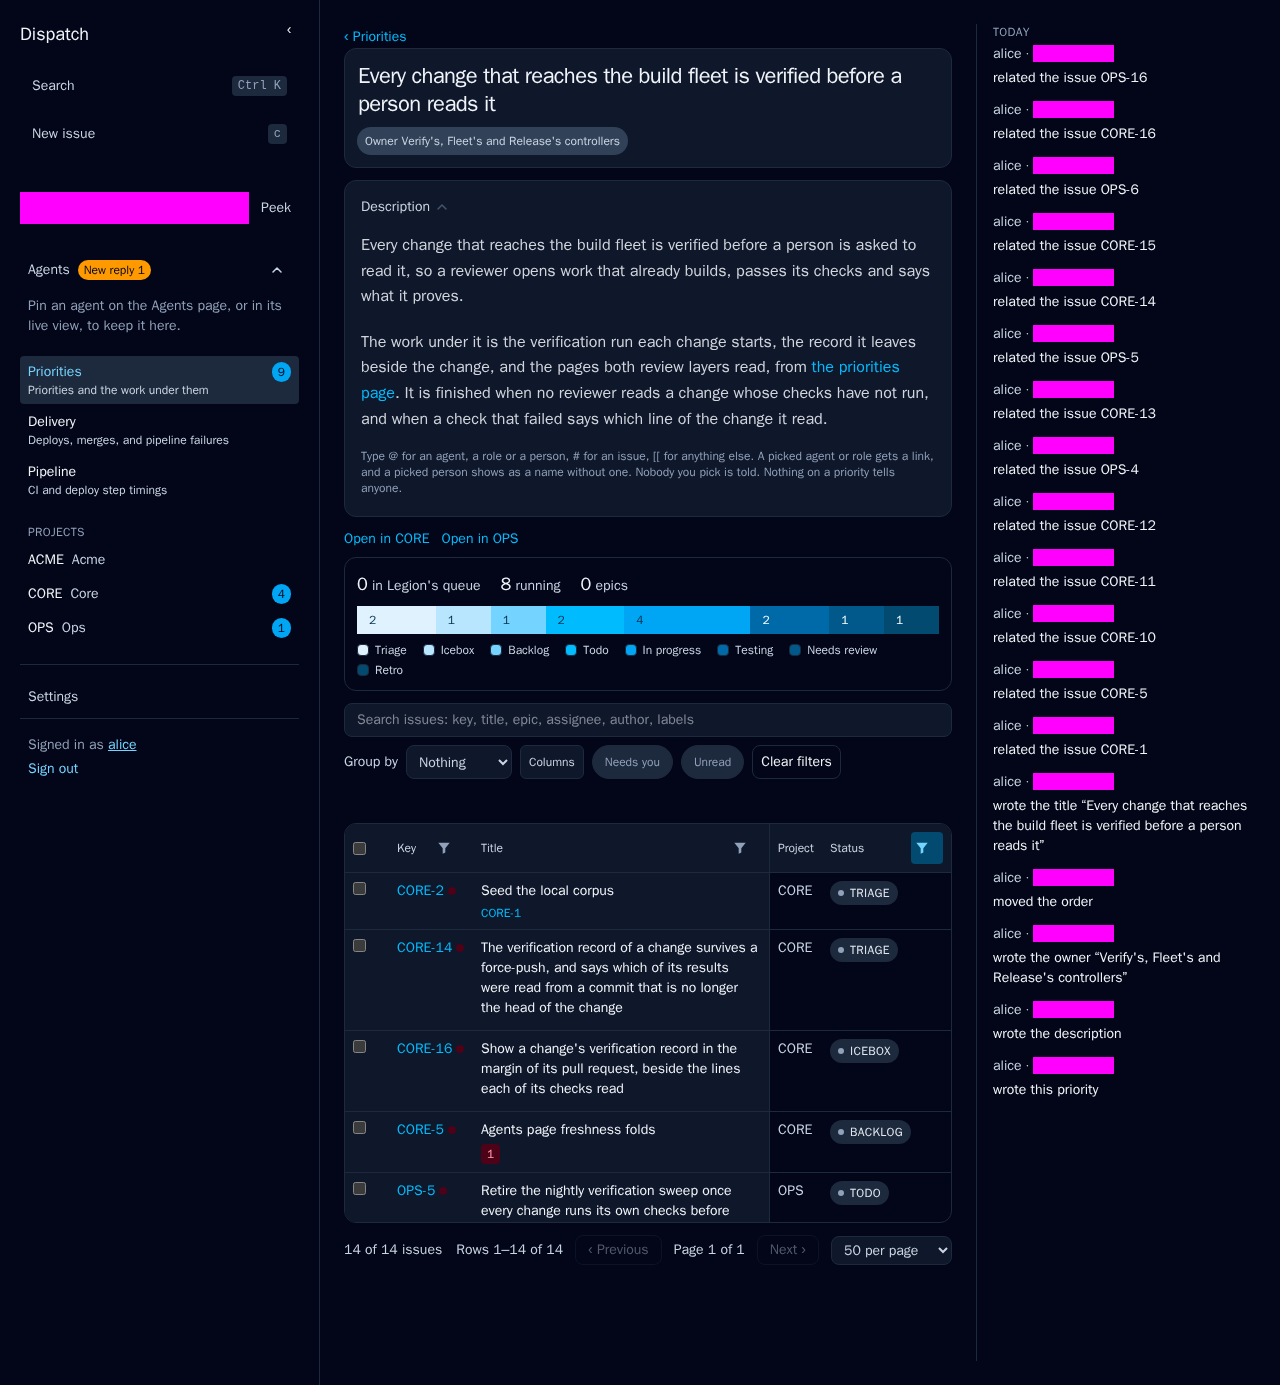 Dispatch
‹
Search
Ctrl K
New issue
C
Peek
Agents
New reply 1
Pin an agent on the Agents page, or in its
live view, to keep it here.
Priorities
9
Priorities and the work under them
Delivery
Deploys, merges, and pipeline failures
Pipeline
CI and deploy step timings
PROJECTS
ACME Acme
CORE Core
4
OPS Ops
1
Settings
Signed in as alice
Sign out
‹ Priorities
Every change that reaches the build fleet is verified before a
person reads it
Owner Verify's, Fleet's and Release's controllers
Description
Every change that reaches the build fleet is verified before a person is asked to
read it, so a reviewer opens work that already builds, passes its checks and says
what it proves.
The work under it is the verification run each change starts, the record it leaves
beside the change, and the pages both review layers read, from the priorities
page. It is finished when no reviewer reads a change whose checks have not run,
and when a check that failed says which line of the change it read.
Type @ for an agent, a role or a person, # for an issue, [[ for anything else. A picked agent or role gets a link,
and a picked person shows as a name without one. Nobody you pick is told. Nothing on a priority tells
anyone.
Open in CORE Open in OPS
0 in Legion's queue 8 running 0 epics
2 1 1 2 4 2 1 1
Triage Icebox Backlog Todo In progress Testing Needs review
Retro
Search issues: key, title, epic, assignee, author, labels
Group by Nothing Columns Needs you Unread Clear filters
Key Title Project Status
CORE-2 Seed the local corpus CORE TRIAGE
CORE-1
CORE-14 The verification record of a change survives a CORE TRIAGE
force-push, and says which of its results
were read from a commit that is no longer
the head of the change
CORE-16 Show a change's verification record in the CORE ICEBOX
margin of its pull request, beside the lines
each of its checks read
CORE-5 Agents page freshness folds CORE BACKLOG
1
OPS-5 Retire the nightly verification sweep once OPS TODO
every change runs its own checks before
14 of 14 issues Rows 1–14 of 14 ‹ Previous Page 1 of 1 Next › 50 per page
TODAY
alice ·
related the issue OPS-16
alice ·
related the issue CORE-16
alice ·
related the issue OPS-6
alice ·
related the issue CORE-15
alice ·
related the issue CORE-14
alice ·
related the issue OPS-5
alice ·
related the issue CORE-13
alice ·
related the issue OPS-4
alice ·
related the issue CORE-12
alice ·
related the issue CORE-11
alice ·
related the issue CORE-10
alice ·
related the issue CORE-5
alice ·
related the issue CORE-1
alice ·
wrote the title “Every change that reaches
the build fleet is verified before a person
reads it”
alice ·
moved the order
alice ·
wrote the owner “Verify's, Fleet's and
Release's controllers”
alice ·
wrote the description
alice ·
wrote this priority